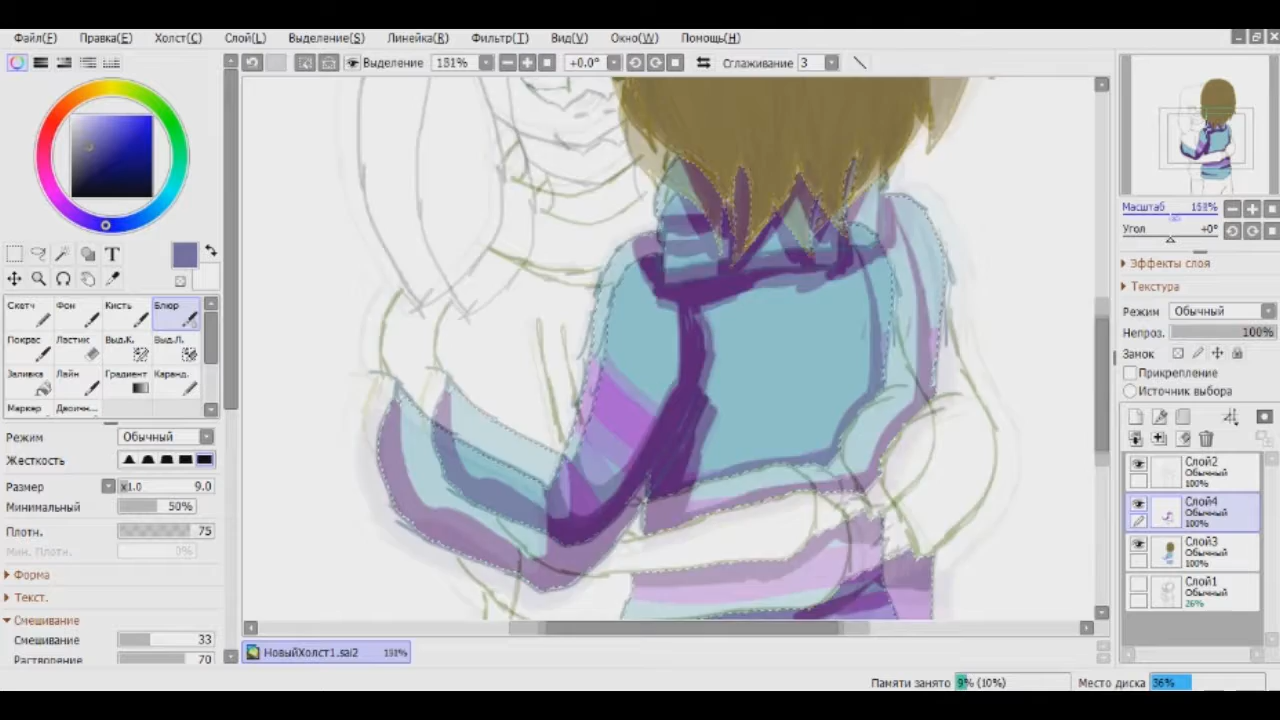 Файл(F) Правка(E) Холст(C) Слой(L) Выделение(S) Линейка(R) Фильтр(T) Вид(V) Окно(W) Помощь(H)
Выделение 151% +0.0° Сглаживание 3
Масштаб 151%
Угол +0°
Эффекты слоя
Текстура
Режим Обычный
Непроз. 100%
Замок
Прикрепление
Источник выбора
T
Скетч Фон Кисть Блюр
Покрас Ластик Выд.К. Выд.Л.
Заливка Лайн Градиент Каранд.
Маркер Двоичн...
Режим Обычный
Жесткость
Размер x1.0 9.0
Минимальный 50%
Плотн. 75
Мин. Плотн. 0%
Форма
Текст.
Смешивание
Смешивание 33
Растворение 70
Слой2
Обычный
100%
Слой4
Обычный
100%
Слой3
Обычный
100%
Слой1
Обычный
26%
НовыйХолст1.sai2 151%
Памяти занято 9% (10%) Место диска 36%